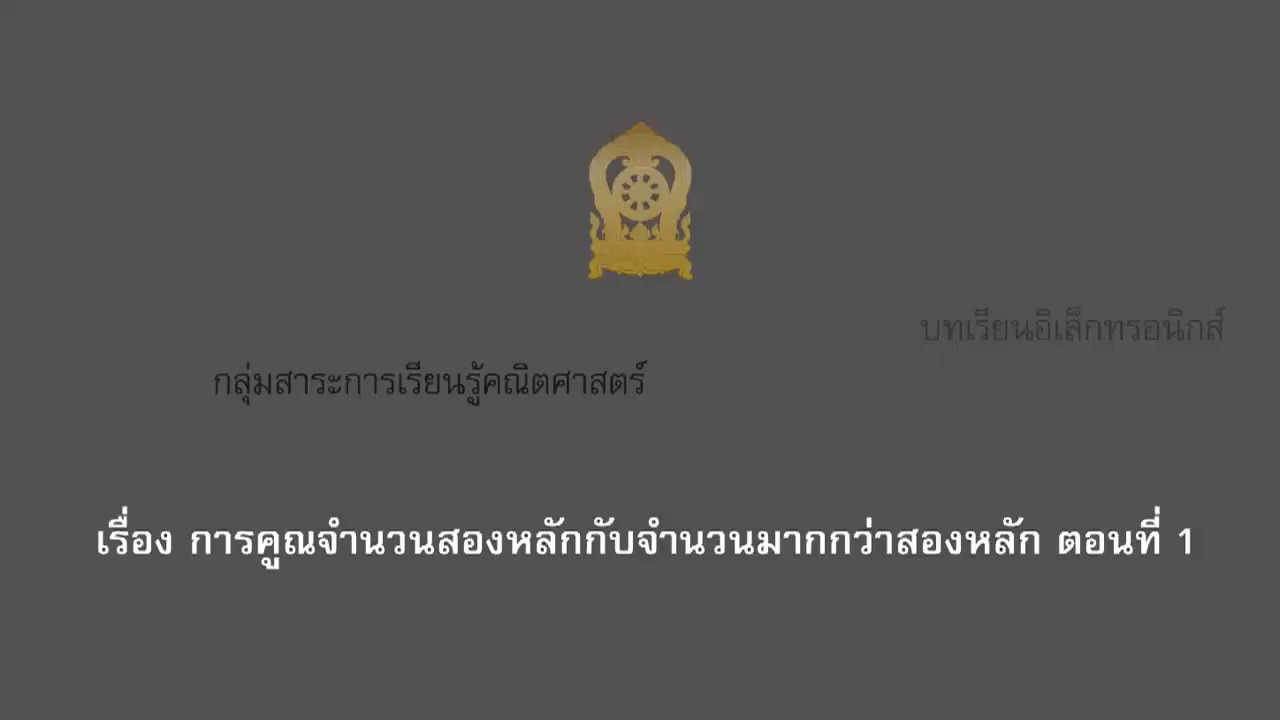 บทเรียนอิเล็กทรอนิกส์
กลุ่มสาระการเรียนรู้คณิตศาสตร์
เรื่อง การคูณจำนวนสองหลักกับจำนวนมากกว่าสองหลัก ตอนที่ 1